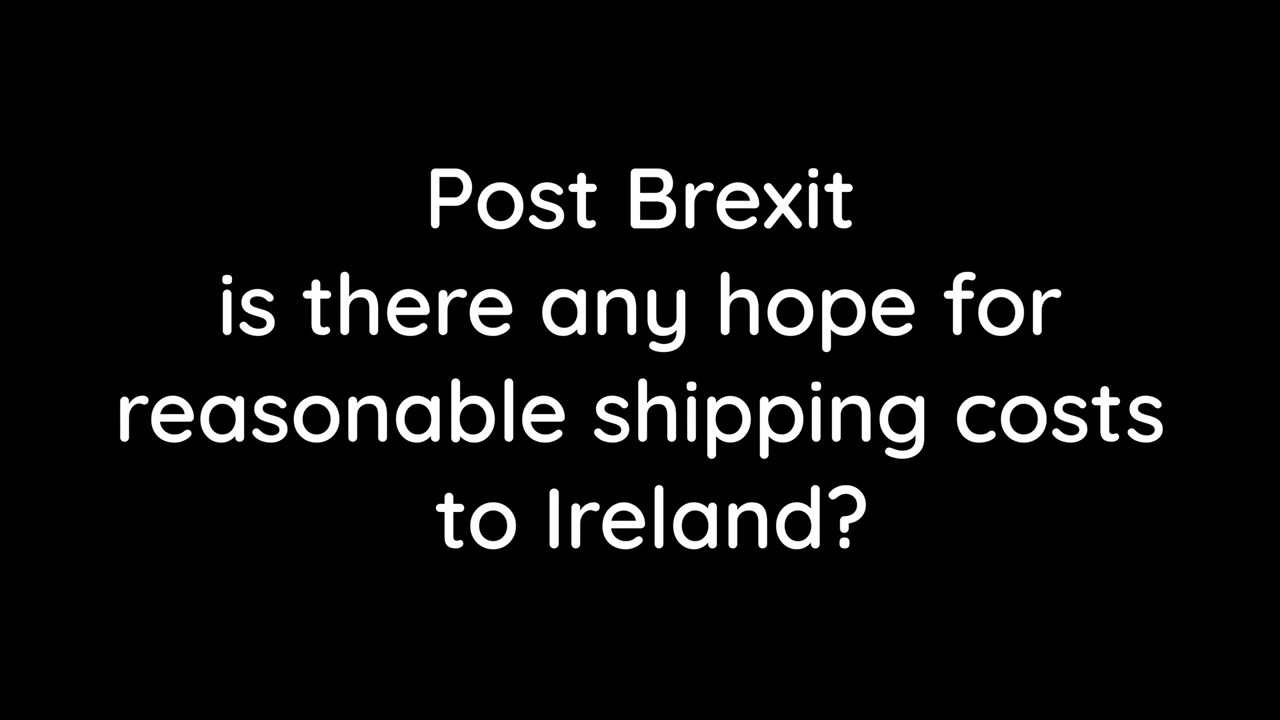 Post Brexit
is there any hope for
reasonable shipping costs
to Ireland?